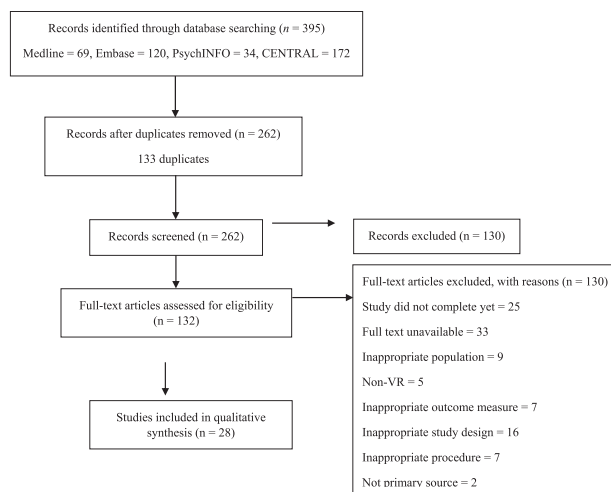 Records identified through database searching (n = 395)
Medline = 69, Embase = 120, PsychINFO = 34, CENTRAL = 172
Records after duplicates removed (n = 262)
133 duplicates
Records screened (n = 262)
Records excluded (n = 130)
Full-text articles assessed for eligibility
(n = 132)
Full-text articles excluded, with reasons (n = 130)
Study did not complete yet = 25
Full text unavailable = 33
Inappropriate population = 9
Non-VR = 5
Inappropriate outcome measure = 7
Inappropriate study design = 16
Inappropriate procedure = 7
Not primary source = 2
Studies included in qualitative
synthesis (n = 28)